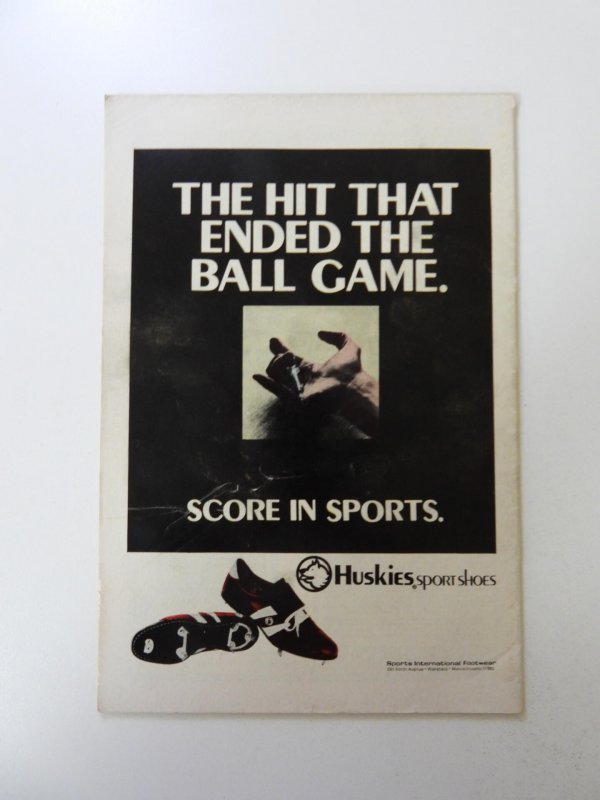 THE HIT THAT
ENDED THE
BALL GAME.
SCORE IN SPORTS.
Huskies® SPORT SHOES
Sports International Footwear